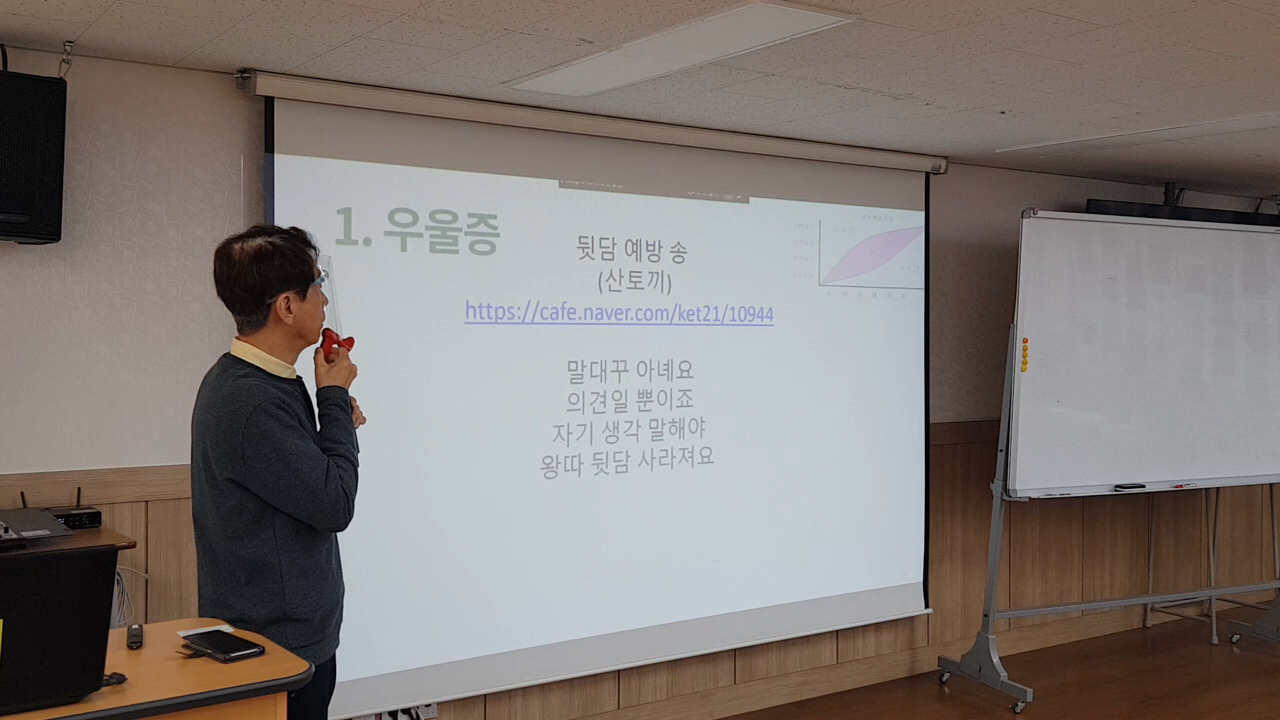 1. 우울증
뒷담 예방 송
(산토끼)
https://cafe.naver.com/ket21/10944
말대꾸 아녜요
의견일 뿐이죠
자기 생각 말해야
왕따 뒷담 사라져요